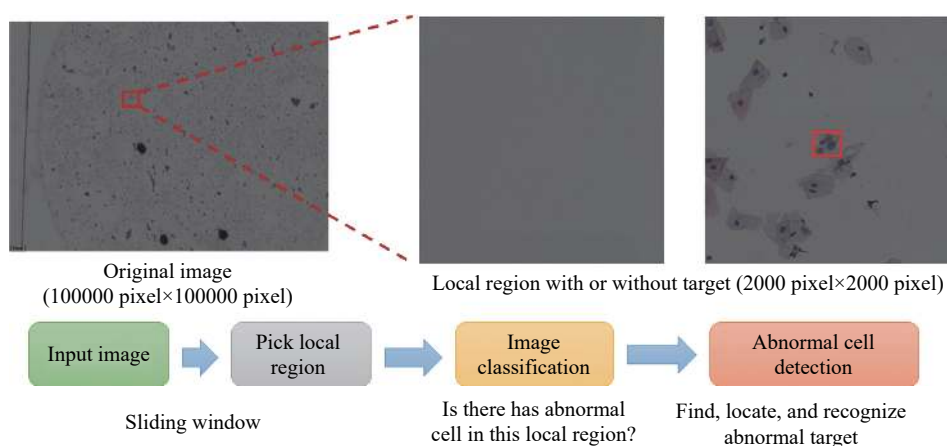 Original image
(100000 pixel×100000 pixel)
Local region with or without target (2000 pixel×2000 pixel)
Input image
Pick local
region
Image
classification
Abnormal cell
detection
Sliding window
Is there has abnormal
cell in this local region?
Find, locate, and recognize
abnormal target